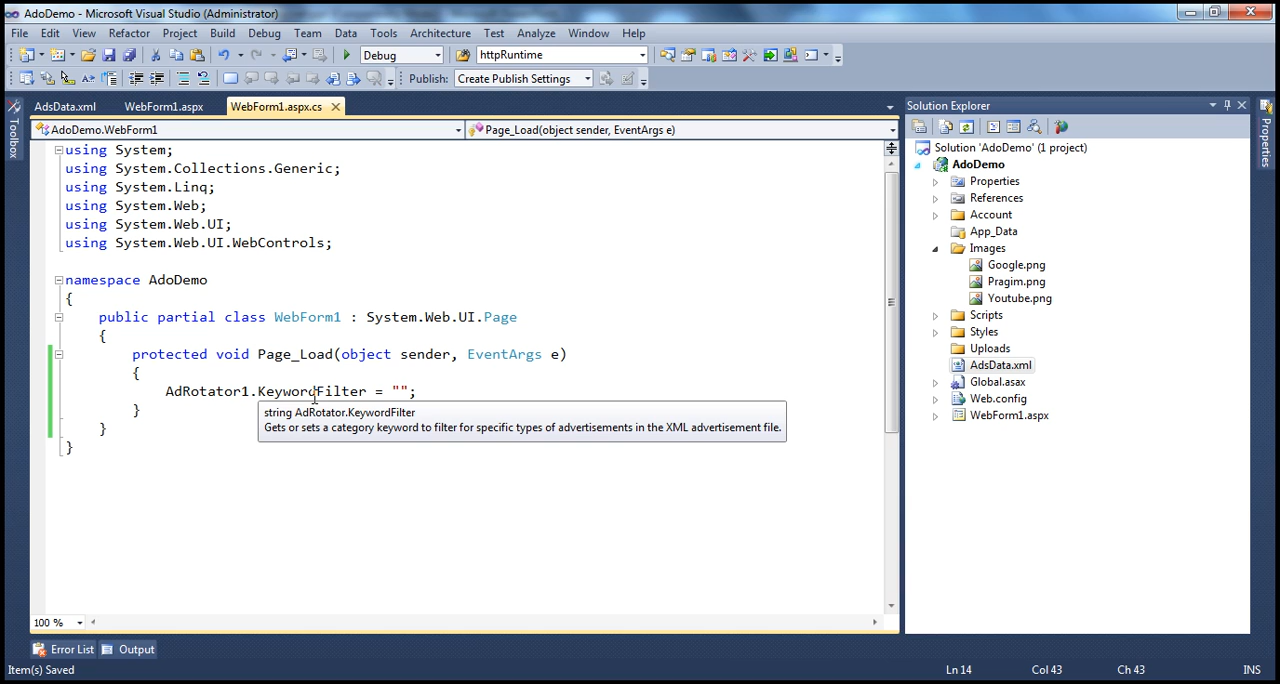 AdoDemo - Microsoft Visual Studio (Administrator)
File Edit View Refactor Project Build Debug Team Data Tools Architecture Test Analyze Window Help
Debug httpRuntime
Publish: Create Publish Settings
AdsData.xml WebForm1.aspx WebForm1.aspx.cs
AdoDemo.WebForm1 Page_Load(object sender, EventArgs e)
using System;
using System.Collections.Generic;
using System.Linq;
using System.Web;
using System.Web.UI;
using System.Web.UI.WebControls;
namespace AdoDemo
{
public partial class WebForm1 : System.Web.UI.Page
{
protected void Page_Load(object sender, EventArgs e)
{
AdRotator1.KeywordFilter = "";
string AdRotator.KeywordFilter
Gets or sets a category keyword to filter for specific types of advertisements in the XML advertisement file.
}
}
}
100 %
Toolbox
Solution Explorer
Solution 'AdoDemo' (1 project)
AdoDemo
Properties
References
Account
App_Data
Images
Google.png
Pragim.png
Youtube.png
Scripts
Styles
Uploads
AdsData.xml
Global.asax
Web.config
WebForm1.aspx
Properties
Error List Output
Item(s) Saved Ln 14 Col 43 Ch 43 INS